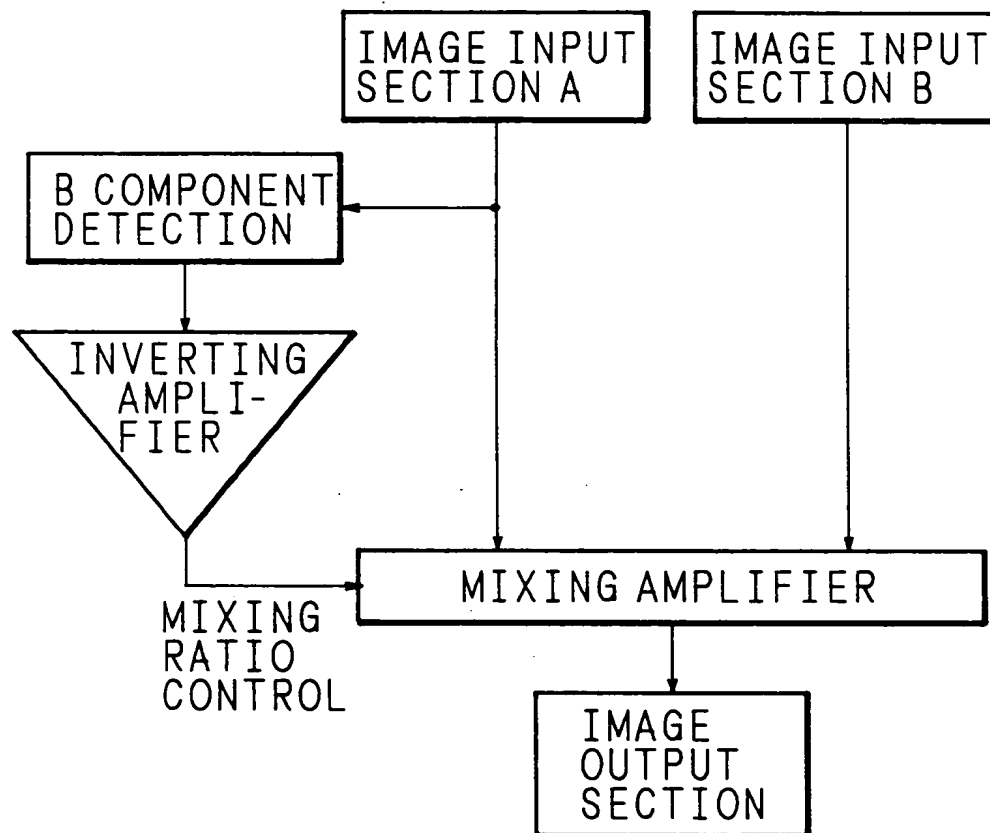 IMAGE INPUT
SECTION A
IMAGE INPUT
SECTION B
B COMPONENT
DETECTION
INVERTING
AMPLI-
FIER
MIXING AMPLIFIER
MIXING
RATIO
CONTROL
IMAGE
OUTPUT
SECTION